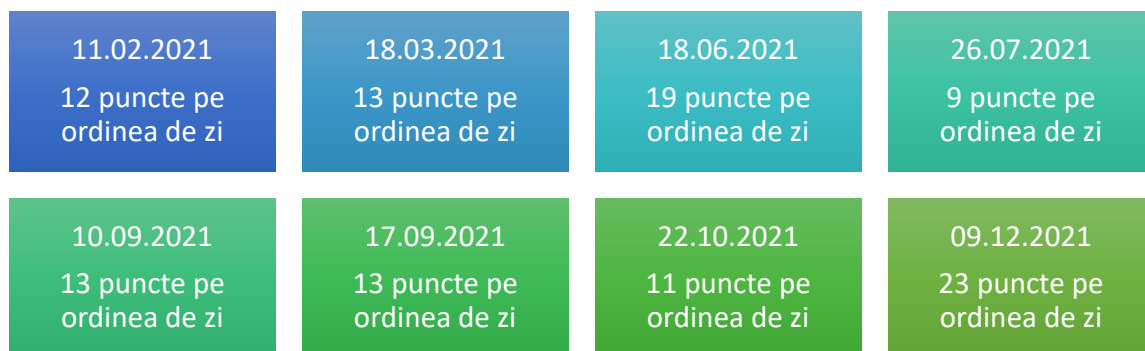 11.02.2021
12 puncte pe
ordinea de zi
18.03.2021
13 puncte pe
ordinea de zi
18.06.2021
19 puncte pe
ordinea de zi
26.07.2021
9 puncte pe
ordinea de zi
10.09.2021
13 puncte pe
ordinea de zi
17.09.2021
13 puncte pe
ordinea de zi
22.10.2021
11 puncte pe
ordinea de zi
09.12.2021
23 puncte pe
ordinea de zi